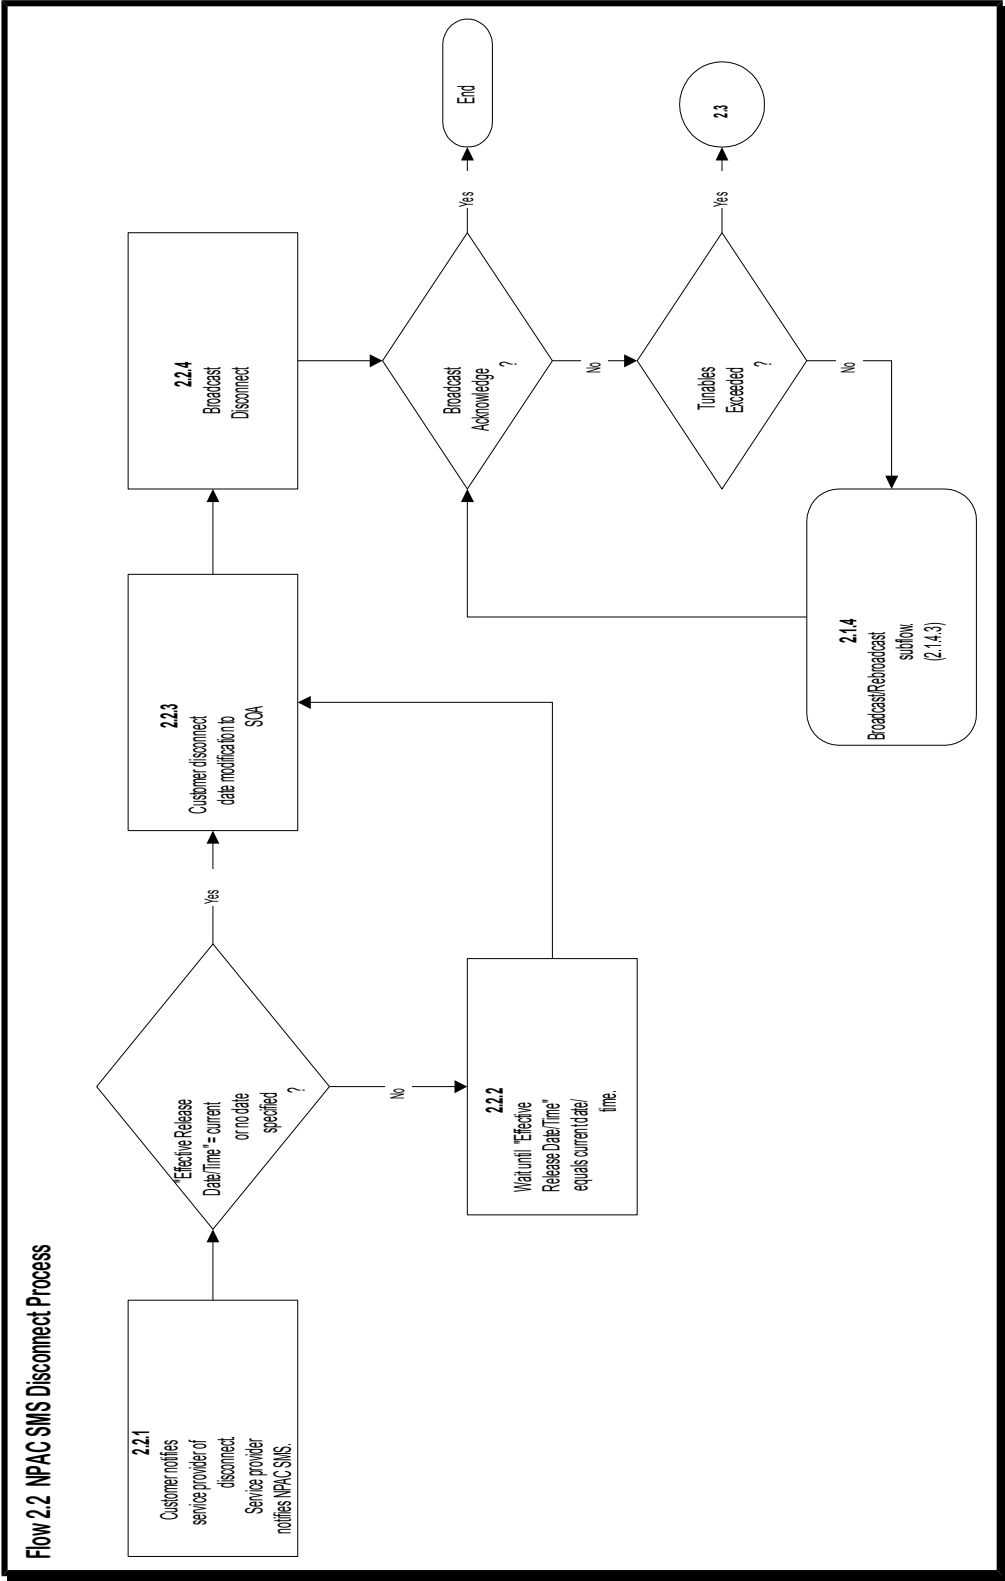 Flow 2.2 NPAC SMS Disconnect Process
2.2.1
Customer notifies
service provider of
disconnect.
Service provider
notifies NPAC SMS.
"Effective Release
Date/Time" = current
or no date
specified
?
Yes
No
2.2.2
Wait until "Effective
Release Date/Time"
equals current date/
time.
2.2.3
Customer disconnect
date modification to
SOA
2.2.4
Broadcast
Disconnect
Broadcast
Acknowledge
?
Yes
End
No
Tunables
Exceeded
?
Yes
2.3
No
2.1.4
Broadcast/Rebroadcast
subflow.
(2.1.4.3)